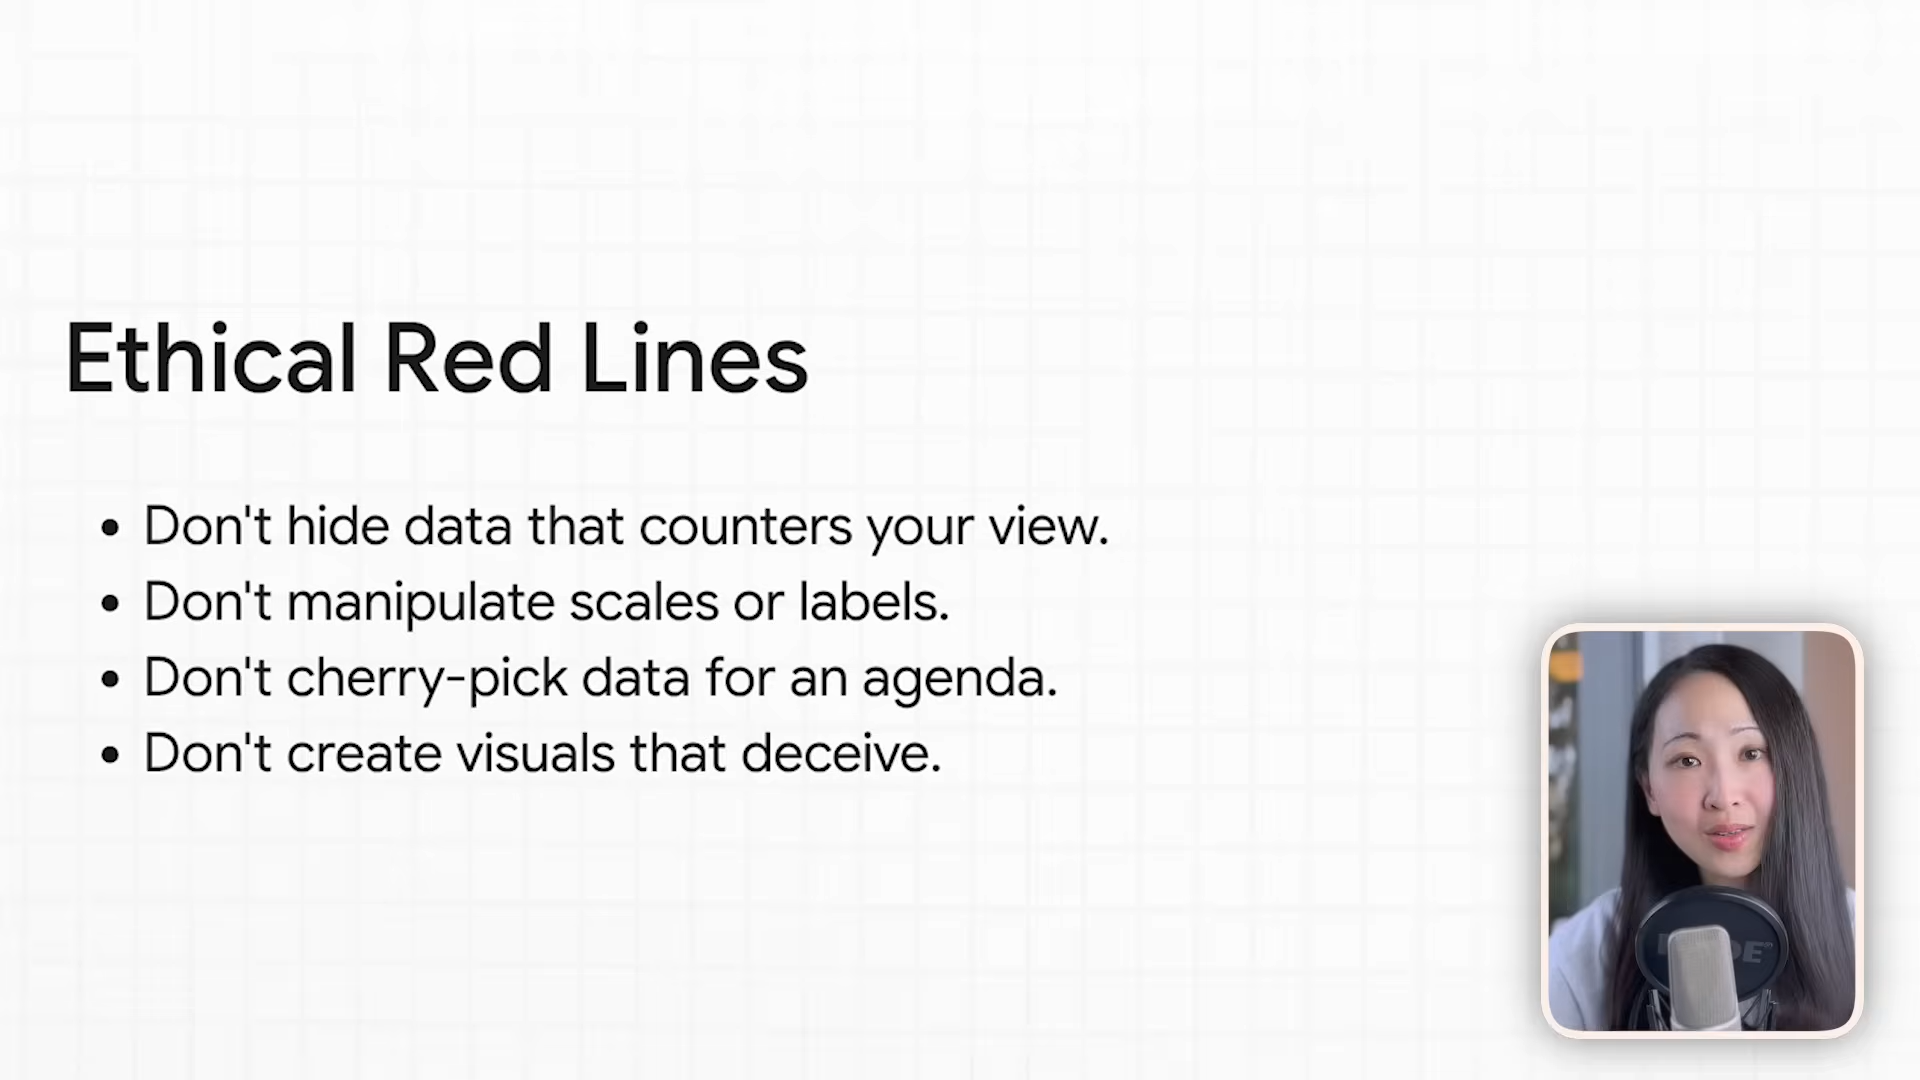 Ethical Red Lines
• Don't hide data that counters your view.
• Don't manipulate scales or labels.
• Don't cherry-pick data for an agenda.
• Don't create visuals that deceive.